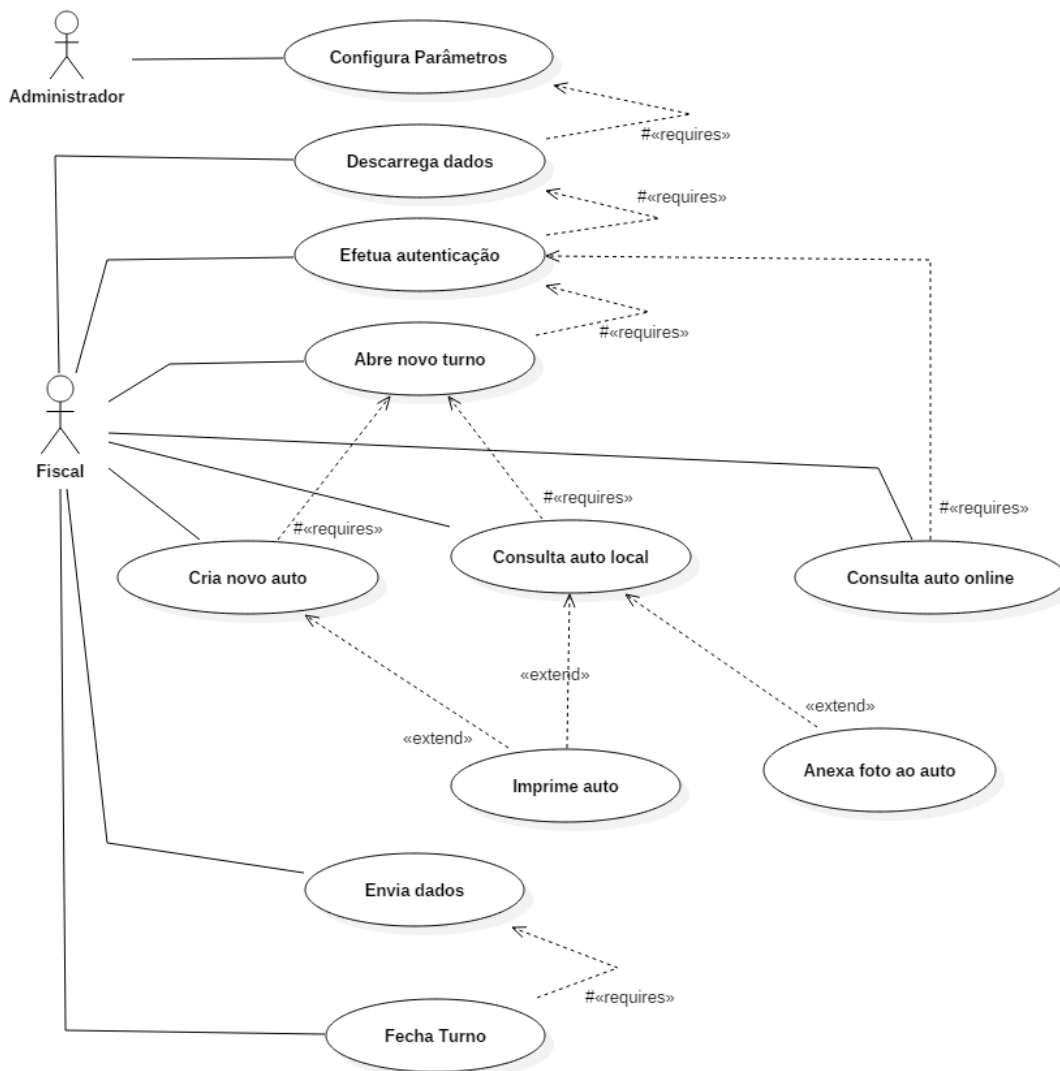 Configura Parâmetros
Administrador
#«requires»
Descarrega dados
#«requires»
Efetua autenticação
#«requires»
Abre novo turno
Fiscal
#«requires»
#«requires»
#«requires»
Consulta auto local
Cria novo auto
Consulta auto online
«extend»
«extend»
«extend»
Imprime auto
Anexa foto ao auto
Envia dados
#«requires»
Fecha Turno